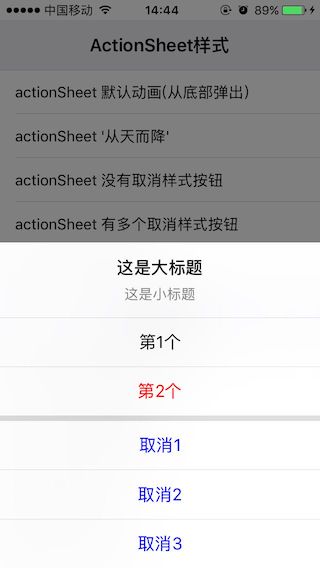 中国移动 14:44 89%
ActionSheet样式
actionSheet 默认动画(从底部弹出)
actionSheet '从天而降'
actionSheet 没有取消样式按钮
actionSheet 有多个取消样式按钮
这是大标题
这是小标题
第1个
第2个
取消1
取消2
取消3